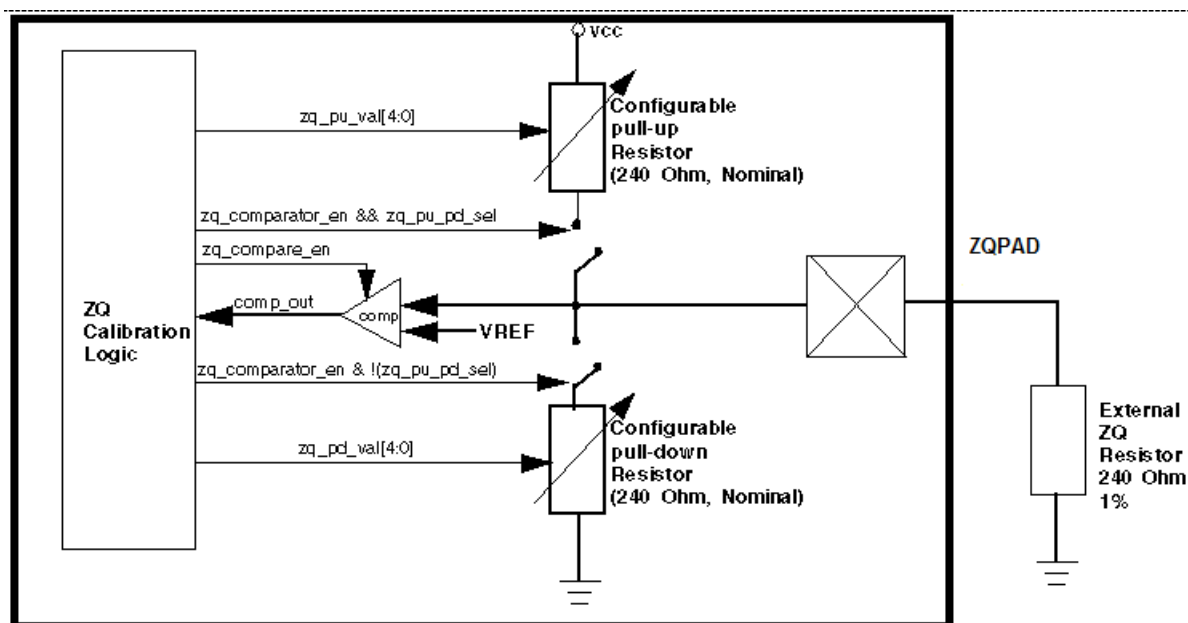 VCC
zq_pu_val[4:0]
Configurable
pull-up
Resistor
(240 Ohm, Nominal)
zq_comparator_en && zq_pu_pd_sel
zq_compare_en
ZQPAD
comp_out
comp
VREF
ZQ
Calibration
Logic
zq_comparator_en & !(zq_pu_pd_sel)
zq_pd_val[4:0]
Configurable
pull-down
Resistor
(240 Ohm, Nominal)
External
ZQ
Resistor
240 Ohm
1%